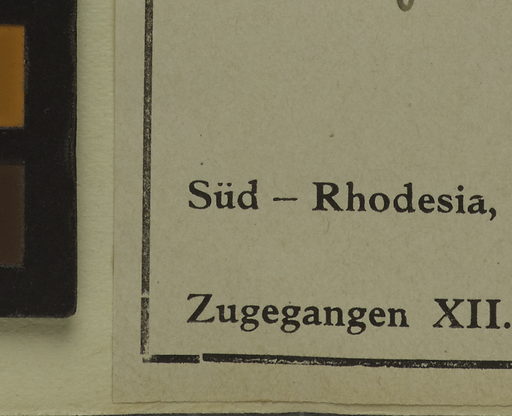 Süd – Rhodesia,
Zugegangen XII.